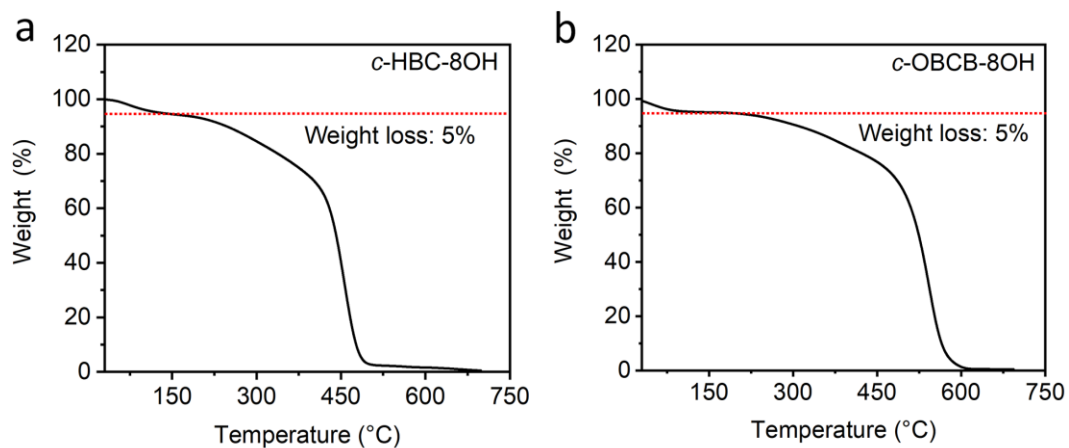 a
120
100
80
60
40
20
0
Weight (%)
c-HBC-8OH
Weight loss: 5%
150 300 450 600 750
Temperature (°C)
b
120
100
80
60
40
20
0
Weight (%)
c-OBCB-8OH
Weight loss: 5%
150 300 450 600 750
Temperature (°C)